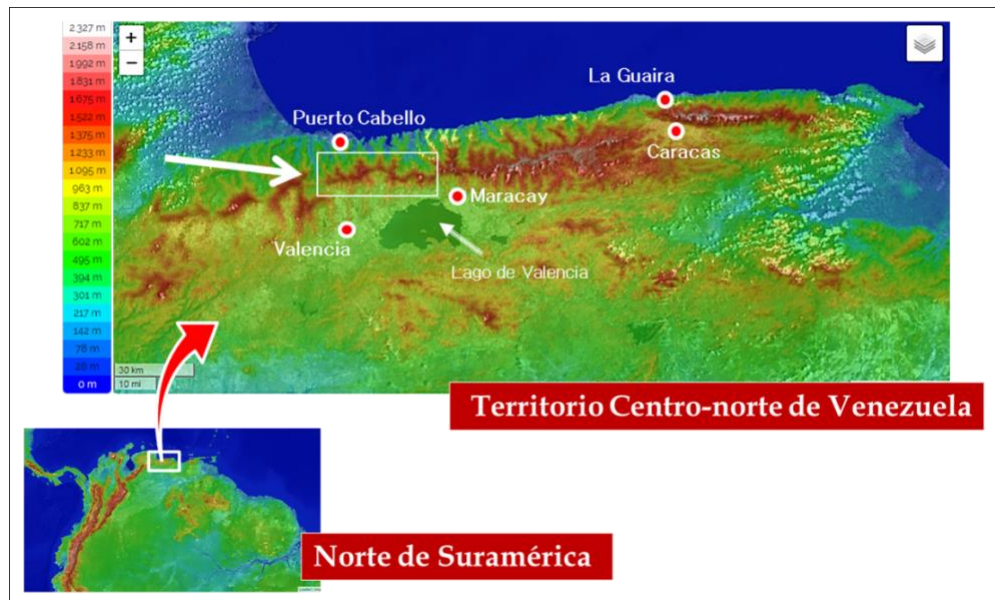 2.327 m
2.158 m
1.992 m
1.831 m
1.675 m
1.522 m
1.375 m
1.233 m
1.095 m
963 m
837 m
717 m
602 m
495 m
394 m
301 m
217 m
142 m
78 m
28 m
0 m
+
−
La Guaira
Puerto Cabello
Caracas
Maracay
Valencia
Lago de Valencia
30 km
10 mi
Territorio Centro-norte de Venezuela
Norte de Suramérica